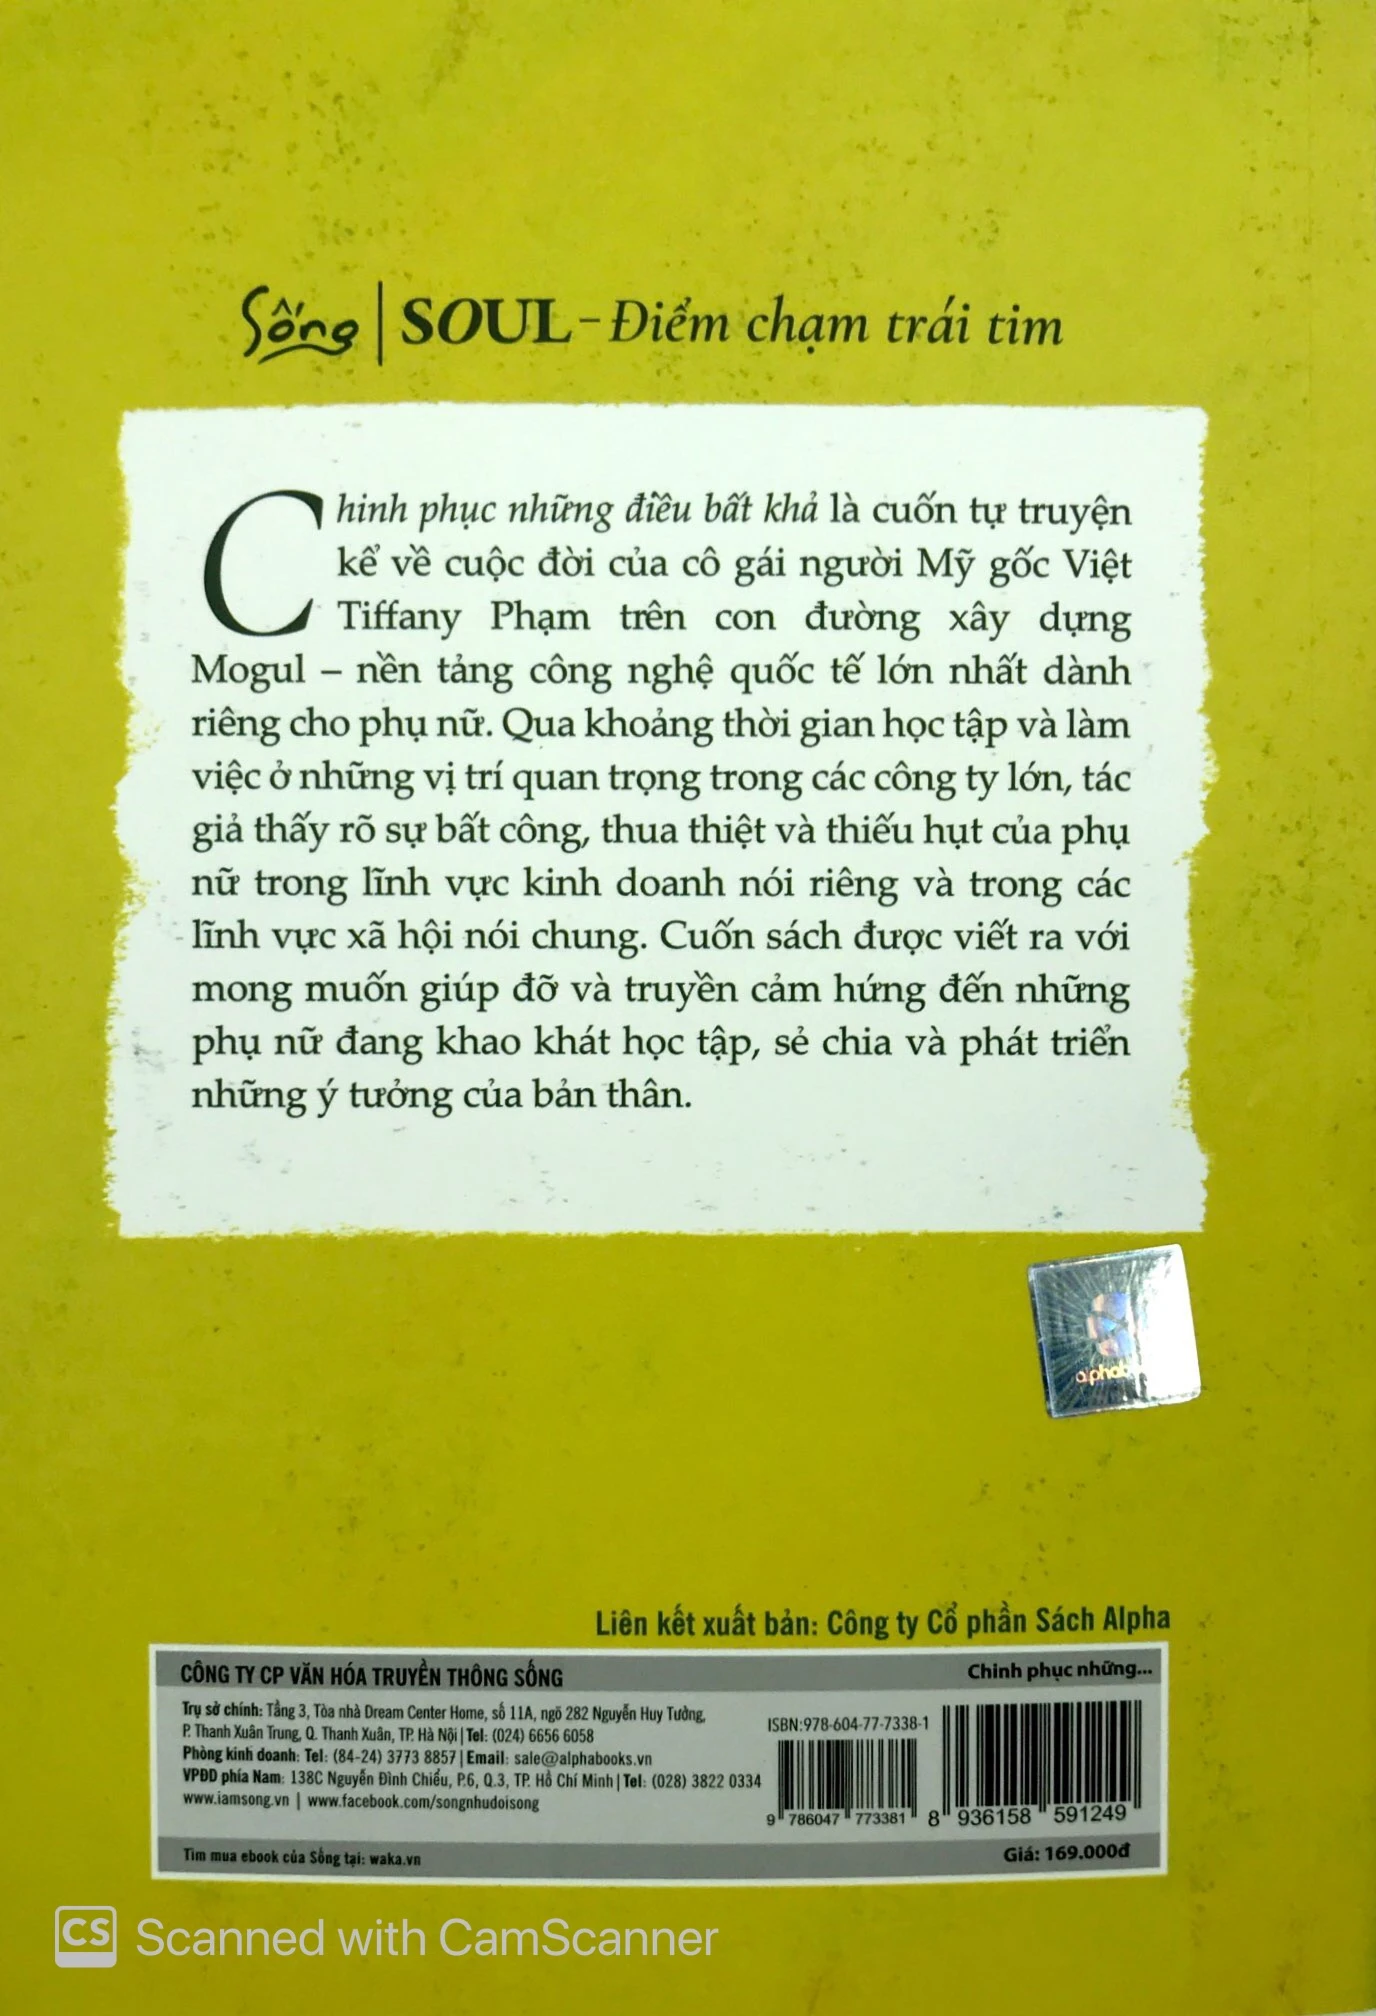 Sống | SOUL – Điểm chạm trái tim
Chinh phục những điều bất khả là cuốn tự truyện
kể về cuộc đời của cô gái người Mỹ gốc Việt
Tiffany Phạm trên con đường xây dựng
Mogul – nền tảng công nghệ quốc tế lớn nhất dành
riêng cho phụ nữ. Qua khoảng thời gian học tập và làm
việc ở những vị trí quan trọng trong các công ty lớn, tác
giả thấy rõ sự bất công, thua thiệt và thiếu hụt của phụ
nữ trong lĩnh vực kinh doanh nói riêng và trong các
lĩnh vực xã hội nói chung. Cuốn sách được viết ra với
mong muốn giúp đỡ và truyền cảm hứng đến những
phụ nữ đang khao khát học tập, sẻ chia và phát triển
những ý tưởng của bản thân.
Liên kết xuất bản: Công ty Cổ phần Sách Alpha
CÔNG TY CP VĂN HÓA TRUYỀN THÔNG SỐNG
Chinh phục những...
Trụ sở chính: Tầng 3, Tòa nhà Dream Center Home, số 11A, ngõ 282 Nguyễn Huy Tưởng,
P. Thanh Xuân Trung, Q. Thanh Xuân, TP. Hà Nội | Tel: (024) 6656 6058
Phòng kinh doanh: Tel: (84-24) 3773 8857 | Email: sale@alphabooks.vn
VPĐD phía Nam: 138C Nguyễn Đình Chiểu, P.6, Q.3, TP. Hồ Chí Minh | Tel: (028) 3822 0334
www.iamsong.vn | www.facebook.com/songnhudoisong
ISBN:978-604-77-7338-1
9 786047 773381
8 936158 591249
Tìm mua ebook của Sống tại: waka.vn
Giá: 169.000đ
CS Scanned with CamScanner